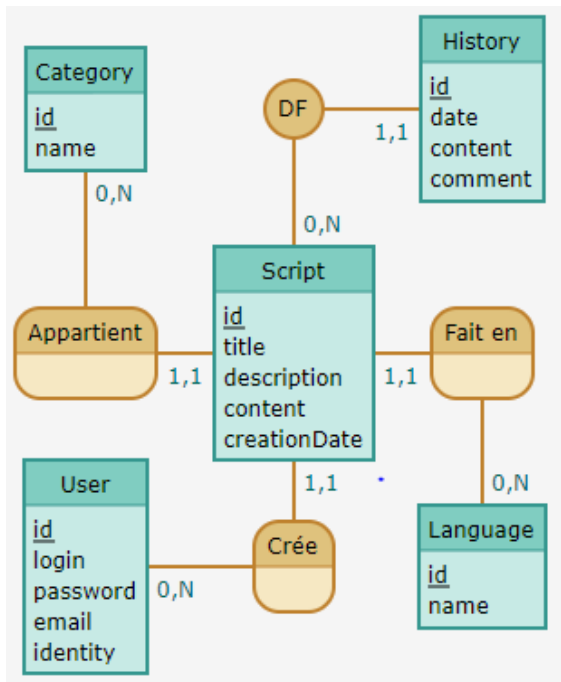 Category
id
name
0,N
DF
1,1
0,N
History
id
date
content
comment
Appartient
1,1
Script
id
title
description
content
creationDate
1,1
Fait en
1,1
0,N
User
id
login
password
email
identity
0,N
Crée
Language
id
name